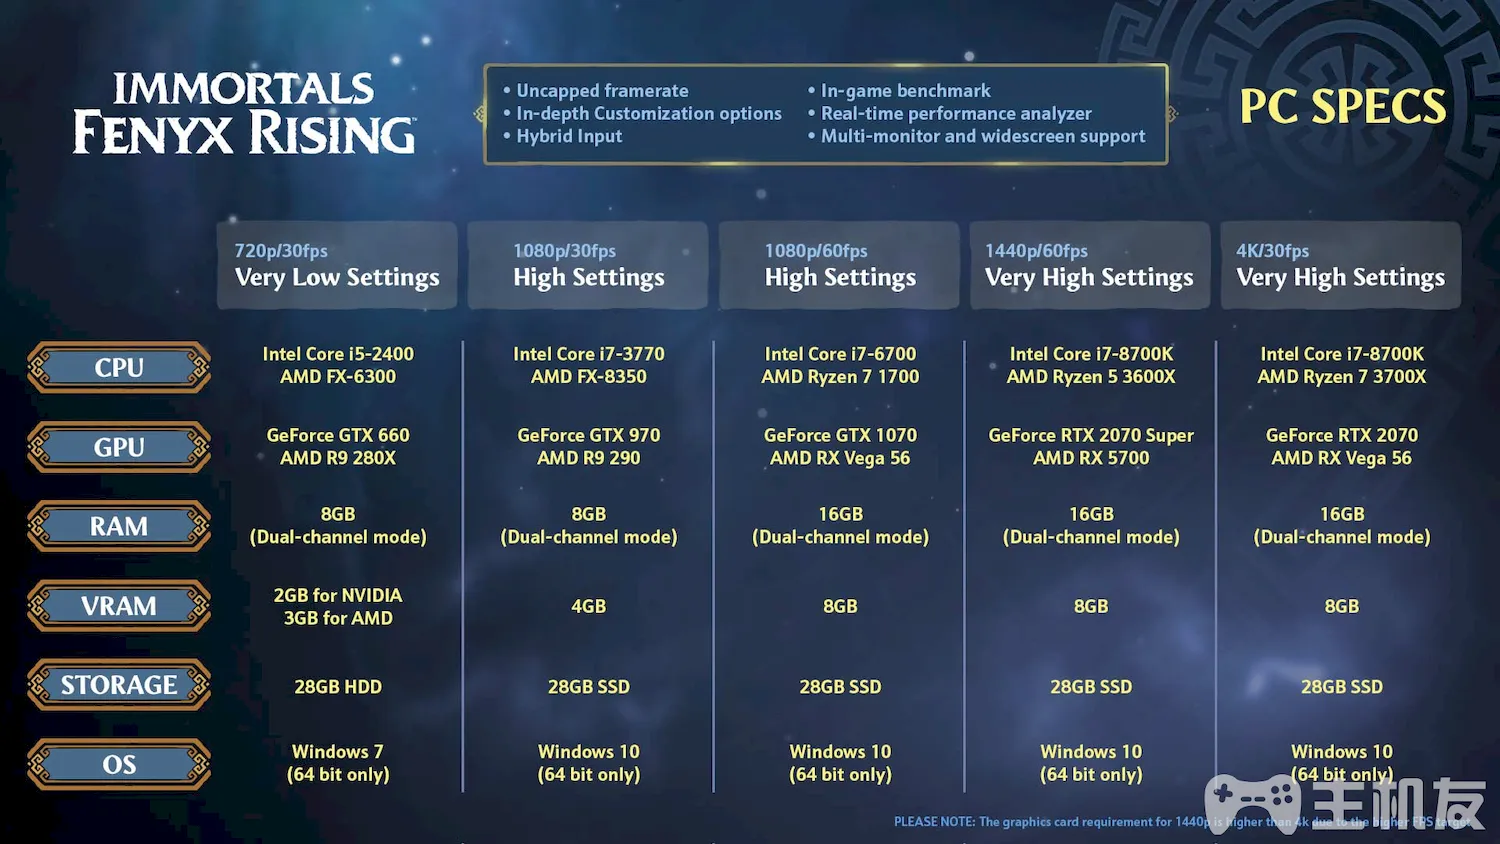 IMMORTALS
FENYX RISING™
• Uncapped framerate
• In-depth Customization options
• Hybrid Input
• In-game benchmark
• Real-time performance analyzer
• Multi-monitor and widescreen support
PC SPECS
720p/30fps
Very Low Settings
1080p/30fps
High Settings
1080p/60fps
High Settings
1440p/60fps
Very High Settings
4K/30fps
Very High Settings
CPU
Intel Core i5-2400
AMD FX-6300
Intel Core i7-3770
AMD FX-8350
Intel Core i7-6700
AMD Ryzen 7 1700
Intel Core i7-8700K
AMD Ryzen 5 3600X
Intel Core i7-8700K
AMD Ryzen 7 3700X
GPU
GeForce GTX 660
AMD R9 280X
GeForce GTX 970
AMD R9 290
GeForce GTX 1070
AMD RX Vega 56
GeForce RTX 2070 Super
AMD RX 5700
GeForce RTX 2070
AMD RX Vega 56
RAM
8GB
(Dual-channel mode)
8GB
(Dual-channel mode)
16GB
(Dual-channel mode)
16GB
(Dual-channel mode)
16GB
(Dual-channel mode)
VRAM
2GB for NVIDIA
3GB for AMD
4GB
8GB
8GB
8GB
STORAGE
28GB HDD
28GB SSD
28GB SSD
28GB SSD
28GB SSD
OS
Windows 7
(64 bit only)
Windows 10
(64 bit only)
Windows 10
(64 bit only)
Windows 10
(64 bit only)
Windows 10
(64 bit only)
主机友
PLEASE NOTE: The graphics card requirement for 1440p is higher than 4k due to the higher FPS target.